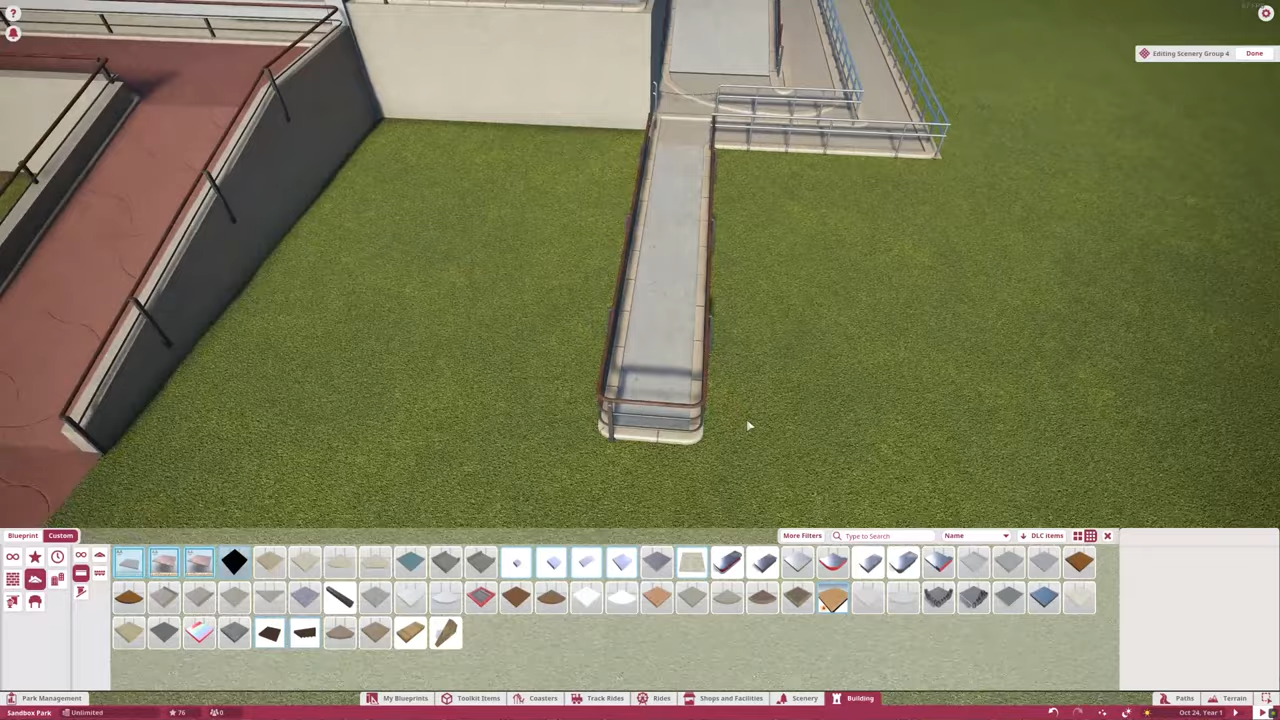 ?
Editing Scenery Group 4
Done
Blueprint
Custom
More Filters
Type to Search
Name
DLC items
Park Management
My Blueprints
Toolkit Items
Coasters
Track Rides
Rides
Shops and Facilities
Scenery
Building
Paths
Terrain
Sandbox Park
Unlimited
76
0
Oct 24, Year 1